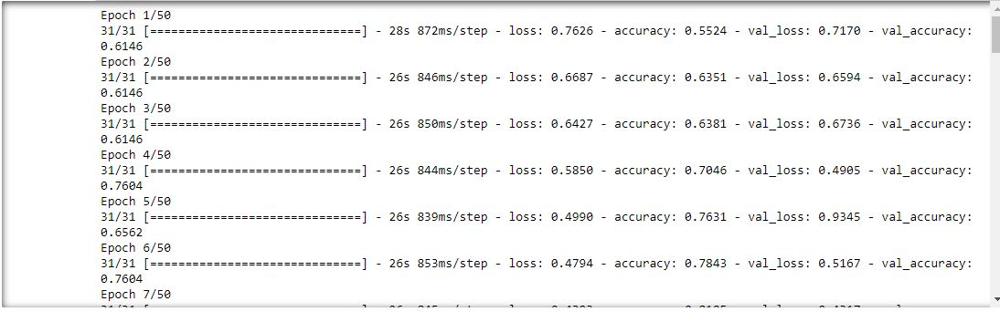 Epoch 1/50
31/31 [==============================] - 28s 872ms/step - loss: 0.7626 - accuracy: 0.5524 - val_loss: 0.7170 - val_accuracy:
0.6146
Epoch 2/50
31/31 [==============================] - 26s 846ms/step - loss: 0.6687 - accuracy: 0.6351 - val_loss: 0.6594 - val_accuracy:
0.6146
Epoch 3/50
31/31 [==============================] - 26s 850ms/step - loss: 0.6427 - accuracy: 0.6381 - val_loss: 0.6736 - val_accuracy:
0.6146
Epoch 4/50
31/31 [==============================] - 26s 844ms/step - loss: 0.5850 - accuracy: 0.7046 - val_loss: 0.4905 - val_accuracy:
0.7604
Epoch 5/50
31/31 [==============================] - 26s 839ms/step - loss: 0.4990 - accuracy: 0.7631 - val_loss: 0.9345 - val_accuracy:
0.6562
Epoch 6/50
31/31 [==============================] - 26s 853ms/step - loss: 0.4794 - accuracy: 0.7843 - val_loss: 0.5167 - val_accuracy:
0.7604
Epoch 7/50